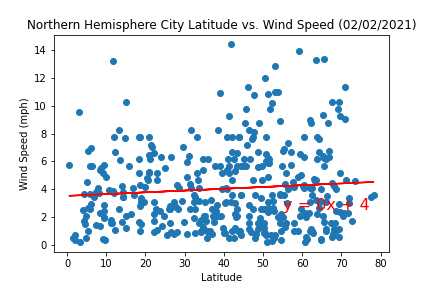 Northern Hemisphere City Latitude vs. Wind Speed (02/02/2021)
Wind Speed (mph)
14
12
10
8
6
4
2
0
y = 0x + 4
0 10 20 30 40 50 60 70 80
Latitude